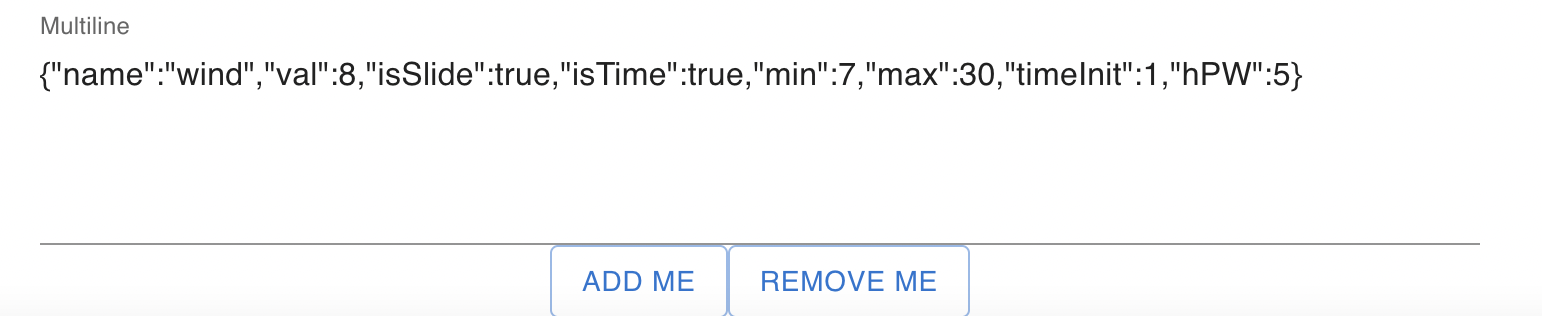 Multiline
{"name":"wind","val":8,"isSlide":true,"isTime":true,"min":7,"max":30,"timeInit":1,"hPW":5}
ADD ME REMOVE ME